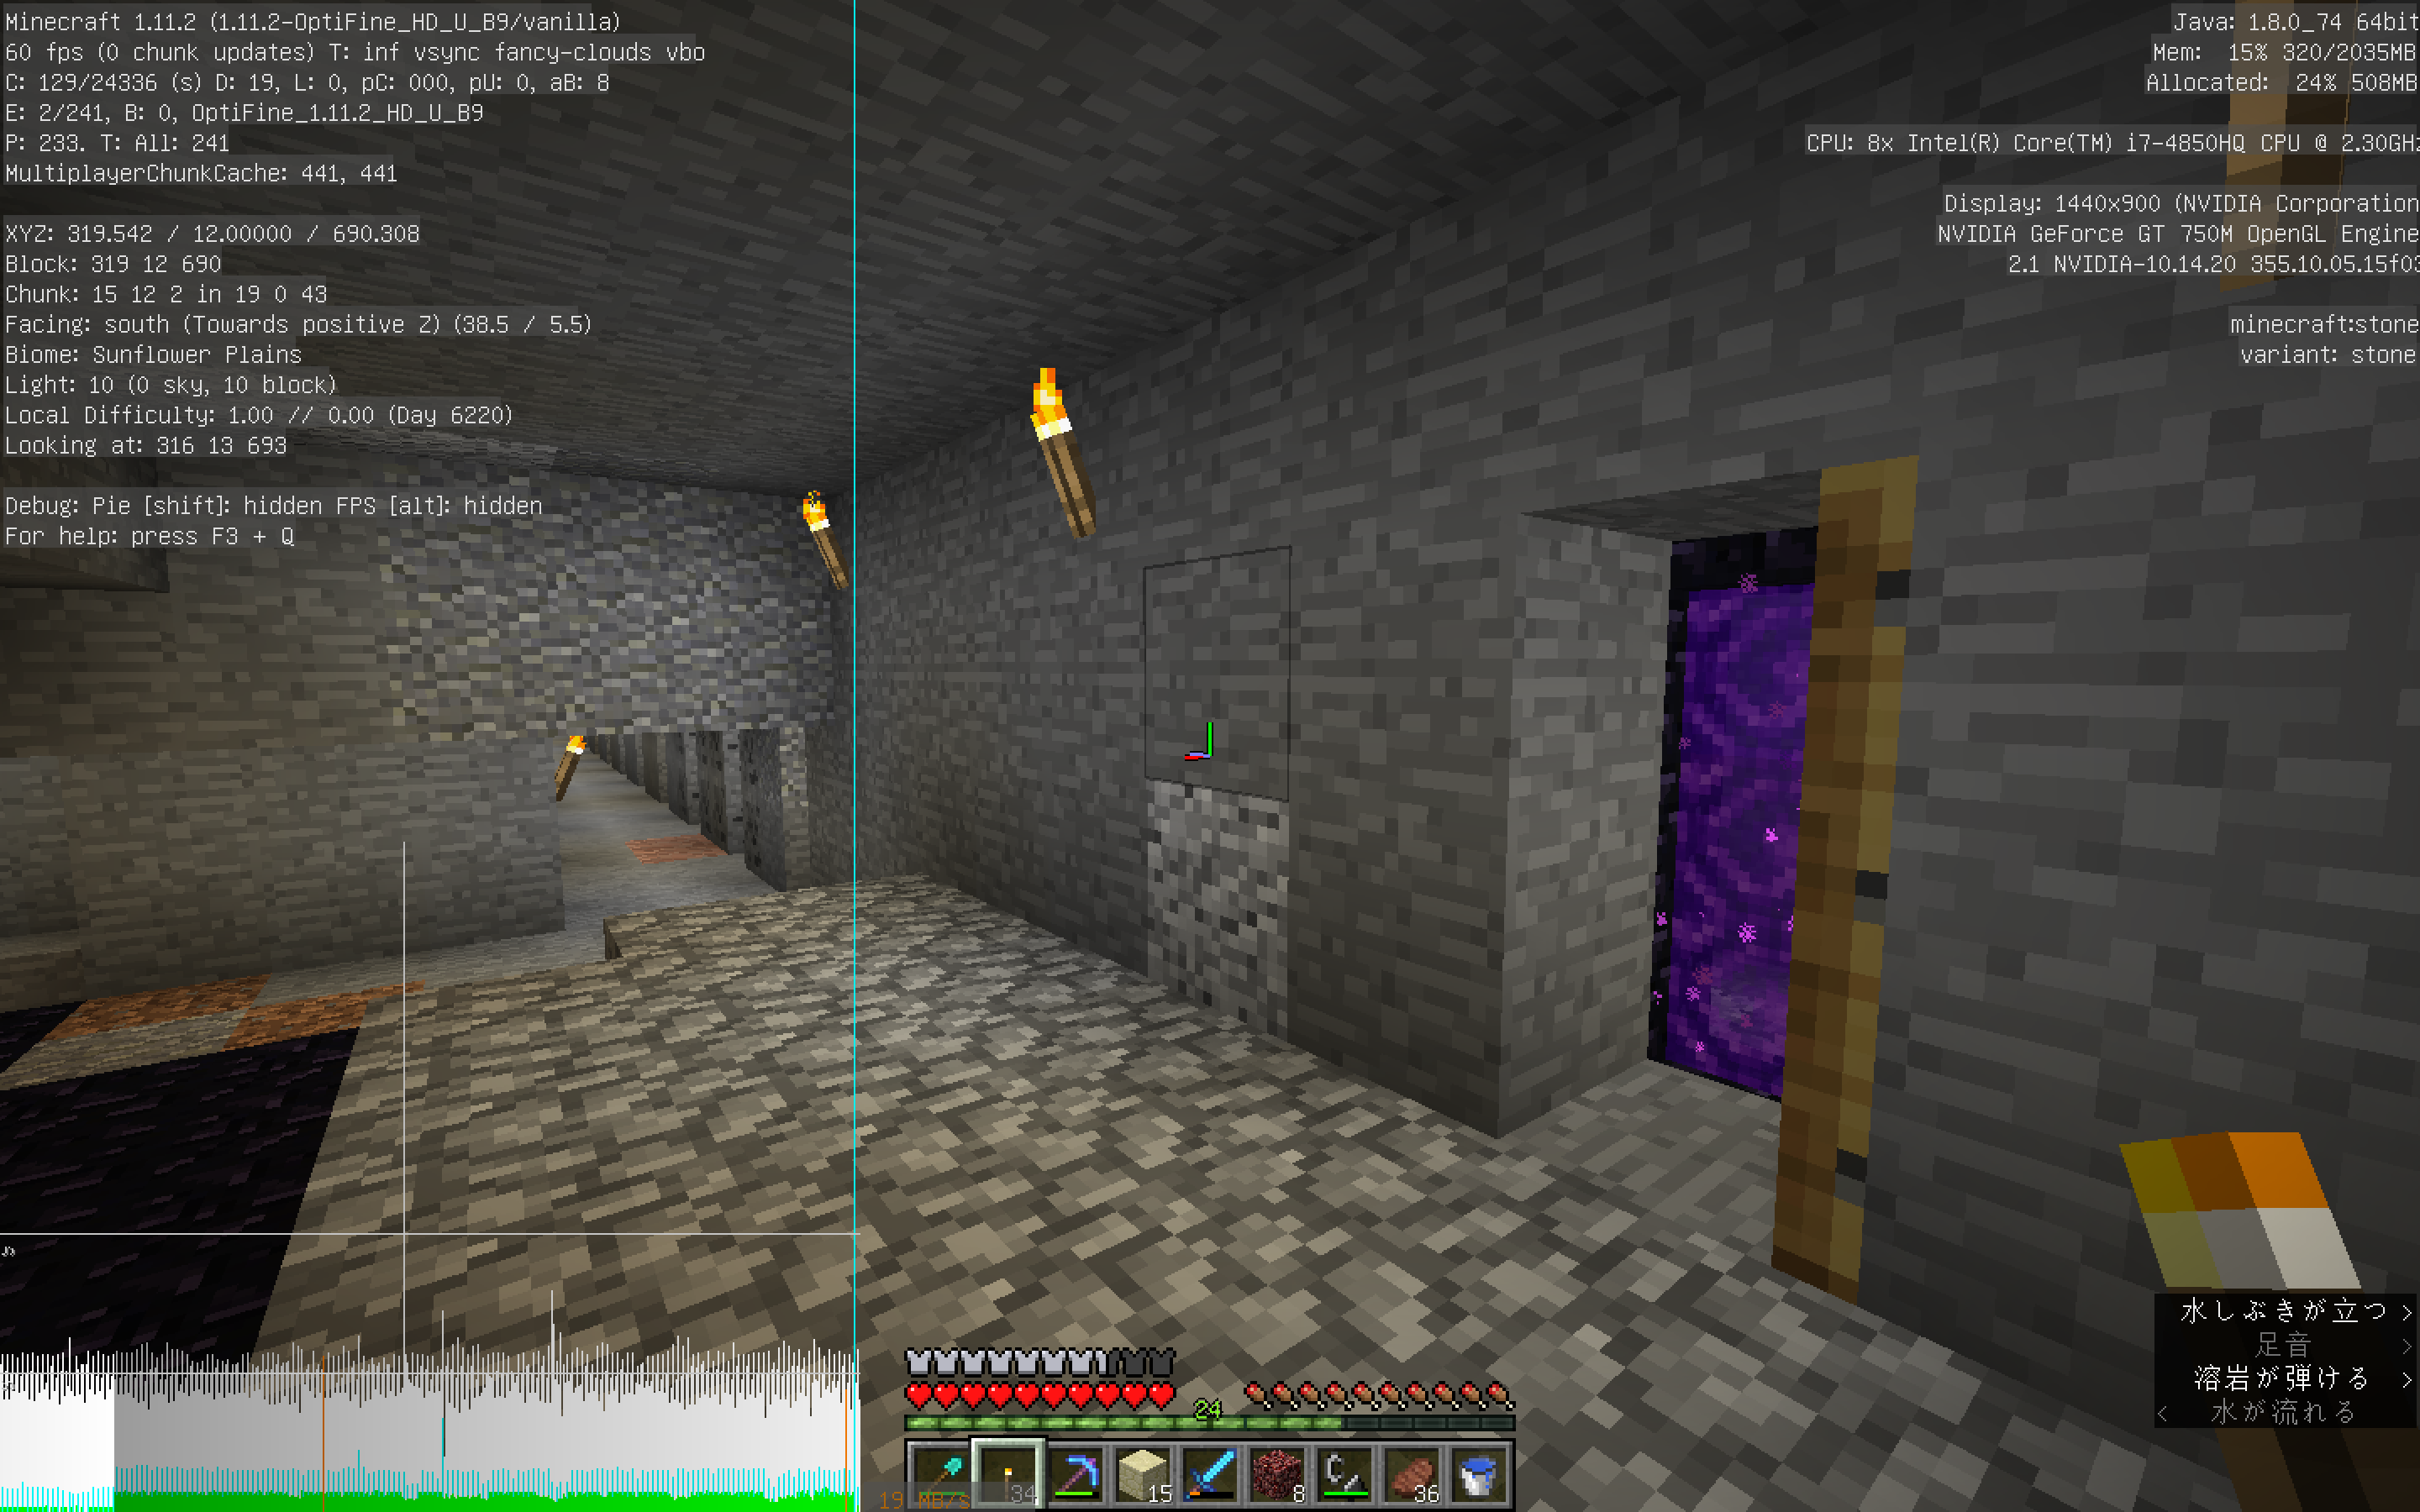 Minecraft 1.11.2 (1.11.2-OptiFine_HD_U_B9/vanilla)
60 fps (0 chunk updates) T: inf vsync fancy-clouds vbo
C: 129/24336 (s) D: 19, L: 0, pC: 000, pU: 0, aB: 8
E: 2/241, B: 0, OptiFine_1.11.2_HD_U_B9
P: 233. T: All: 241
MultiplayerChunkCache: 441, 441
XYZ: 319.542 / 12.00000 / 690.308
Block: 319 12 690
Chunk: 15 12 2 in 19 0 43
Facing: south (Towards positive Z) (38.5 / 5.5)
Biome: Sunflower Plains
Light: 10 (0 sky, 10 block)
Local Difficulty: 1.00 // 0.00 (Day 6220)
Looking at: 316 13 693
Debug: Pie [shift]: hidden FPS [alt]: hidden
For help: press F3 + Q
Java: 1.8.0_74 64bit
Mem: 15% 320/2035MB
Allocated: 24% 508MB
CPU: 8x Intel(R) Core(TM) i7-4850HQ CPU @ 2.30GHz
Display: 1440x900 (NVIDIA Corporation
NVIDIA GeForce GT 750M OpenGL Engine
2.1 NVIDIA-10.14.20 355.10.05.15f03
minecraft:stone
variant: stone
水しぶきが立つ >
足音 >
溶岩が弾ける >
< 水が流れる
24
19 MB/s
34 15 8 36